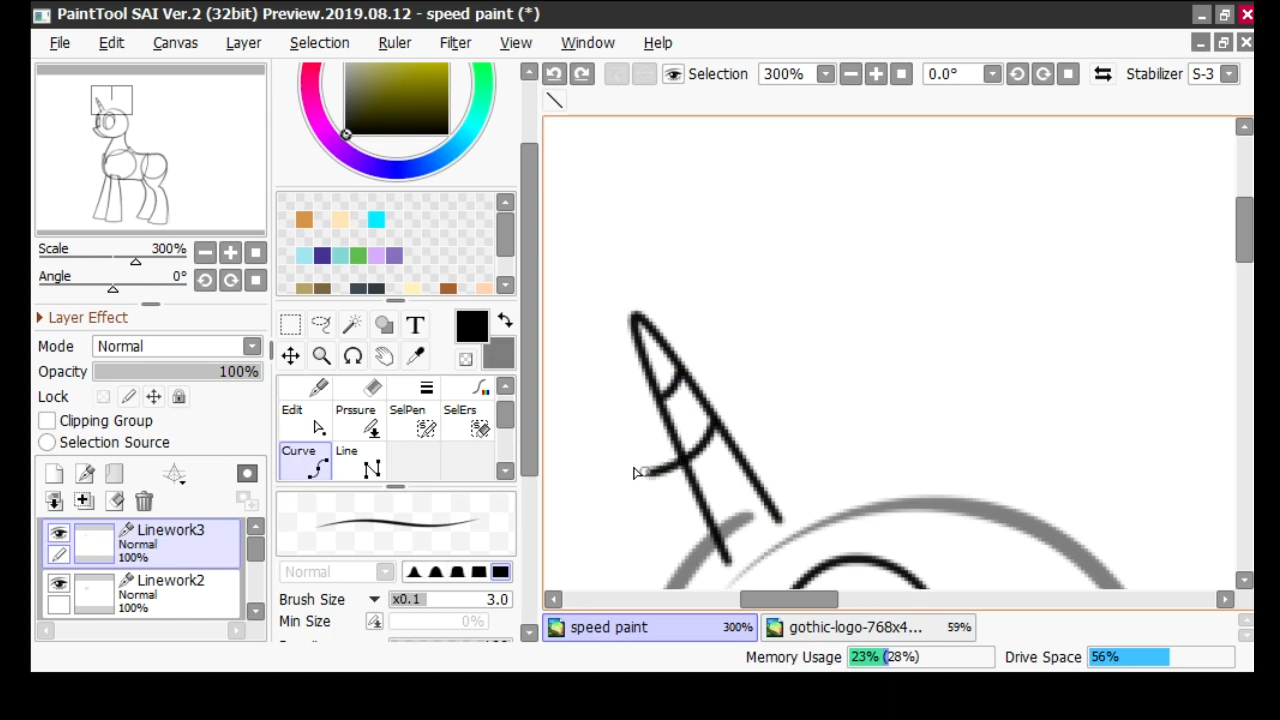 PaintTool SAI Ver.2 (32bit) Preview.2019.08.12 - speed paint (*)
File Edit Canvas Layer Selection Ruler Filter View Window Help
Selection 300% 0.0° Stabilizer S-3
Scale 300%
Angle 0°
Layer Effect
Mode Normal
Opacity 100%
Lock
Clipping Group
Selection Source
Linework3
Normal
100%
Linework2
Normal
100%
T
Edit Prssure SelPen SelErs
Curve Line
Normal
Brush Size x0.1 3.0
Min Size 0%
speed paint 300% gothic-logo-768x4... 59%
Memory Usage 23% (28%) Drive Space 56%